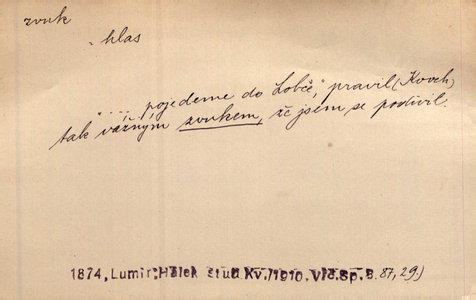 zvuk
- hlas
"... pojedeme do Lobče," pravil (Kovch)
tak vážným zvukem, že jsem se podivil.
1874, Lumír; Hálek stud. Kv./1910. Vid. Sp. B. 87, 29.)